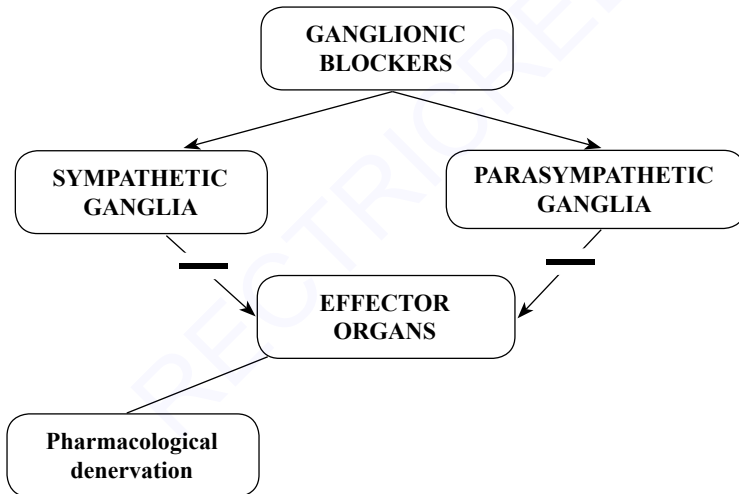 GANGLIONIC
BLOCKERS
SYMPATHETIC
GANGLIA
PARASYMPATHETIC
GANGLIA
EFFECTOR
ORGANS
Pharmacological
denervation